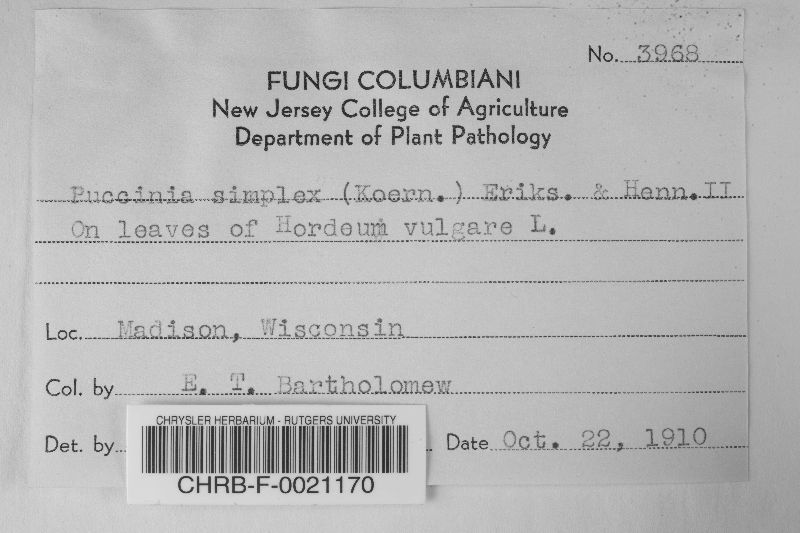 No. 3968
FUNGI COLUMBIANI
New Jersey College of Agriculture
Department of Plant Pathology
Puccinia simplex (Koern.) Eriks. & Henn. II
On leaves of Hordeum vulgare L.
Loc. Madison, Wisconsin
Col. by E. T. Bartholomew
Det. by
Date Oct. 22, 1910
CHRYSLER HERBARIUM - RUTGERS UNIVERSITY
CHRB-F-0021170